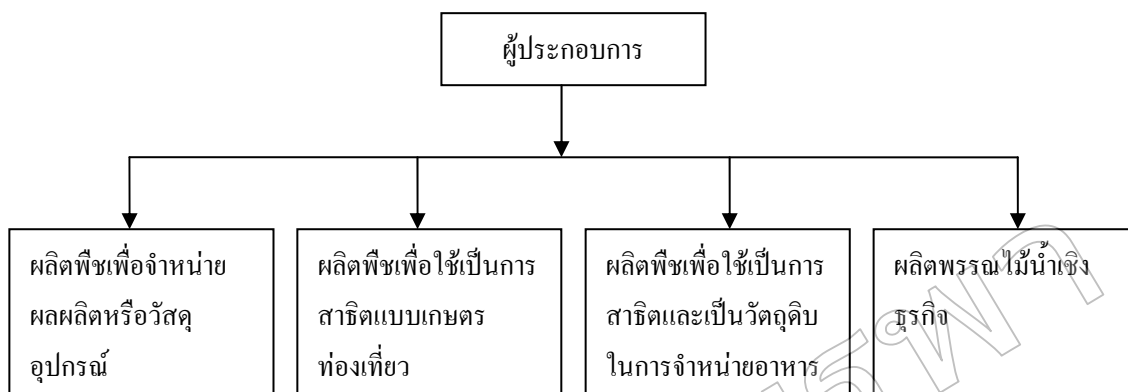 ผู้ประกอบการ
ผลิตพืชเพื่อจำหน่าย
ผลผลิตหรือวัสดุ
อุปกรณ์
ผลิตพืชเพื่อใช้เป็นการ
สาธิตแบบเกษตร
ท่องเที่ยว
ผลิตพืชเพื่อใช้เป็นการ
สาธิตและเป็นวัตถุดิบ
ในการจำหน่ายอาหาร
ผลิตพรรณไม้น้ำเชิง
ธุรกิจ